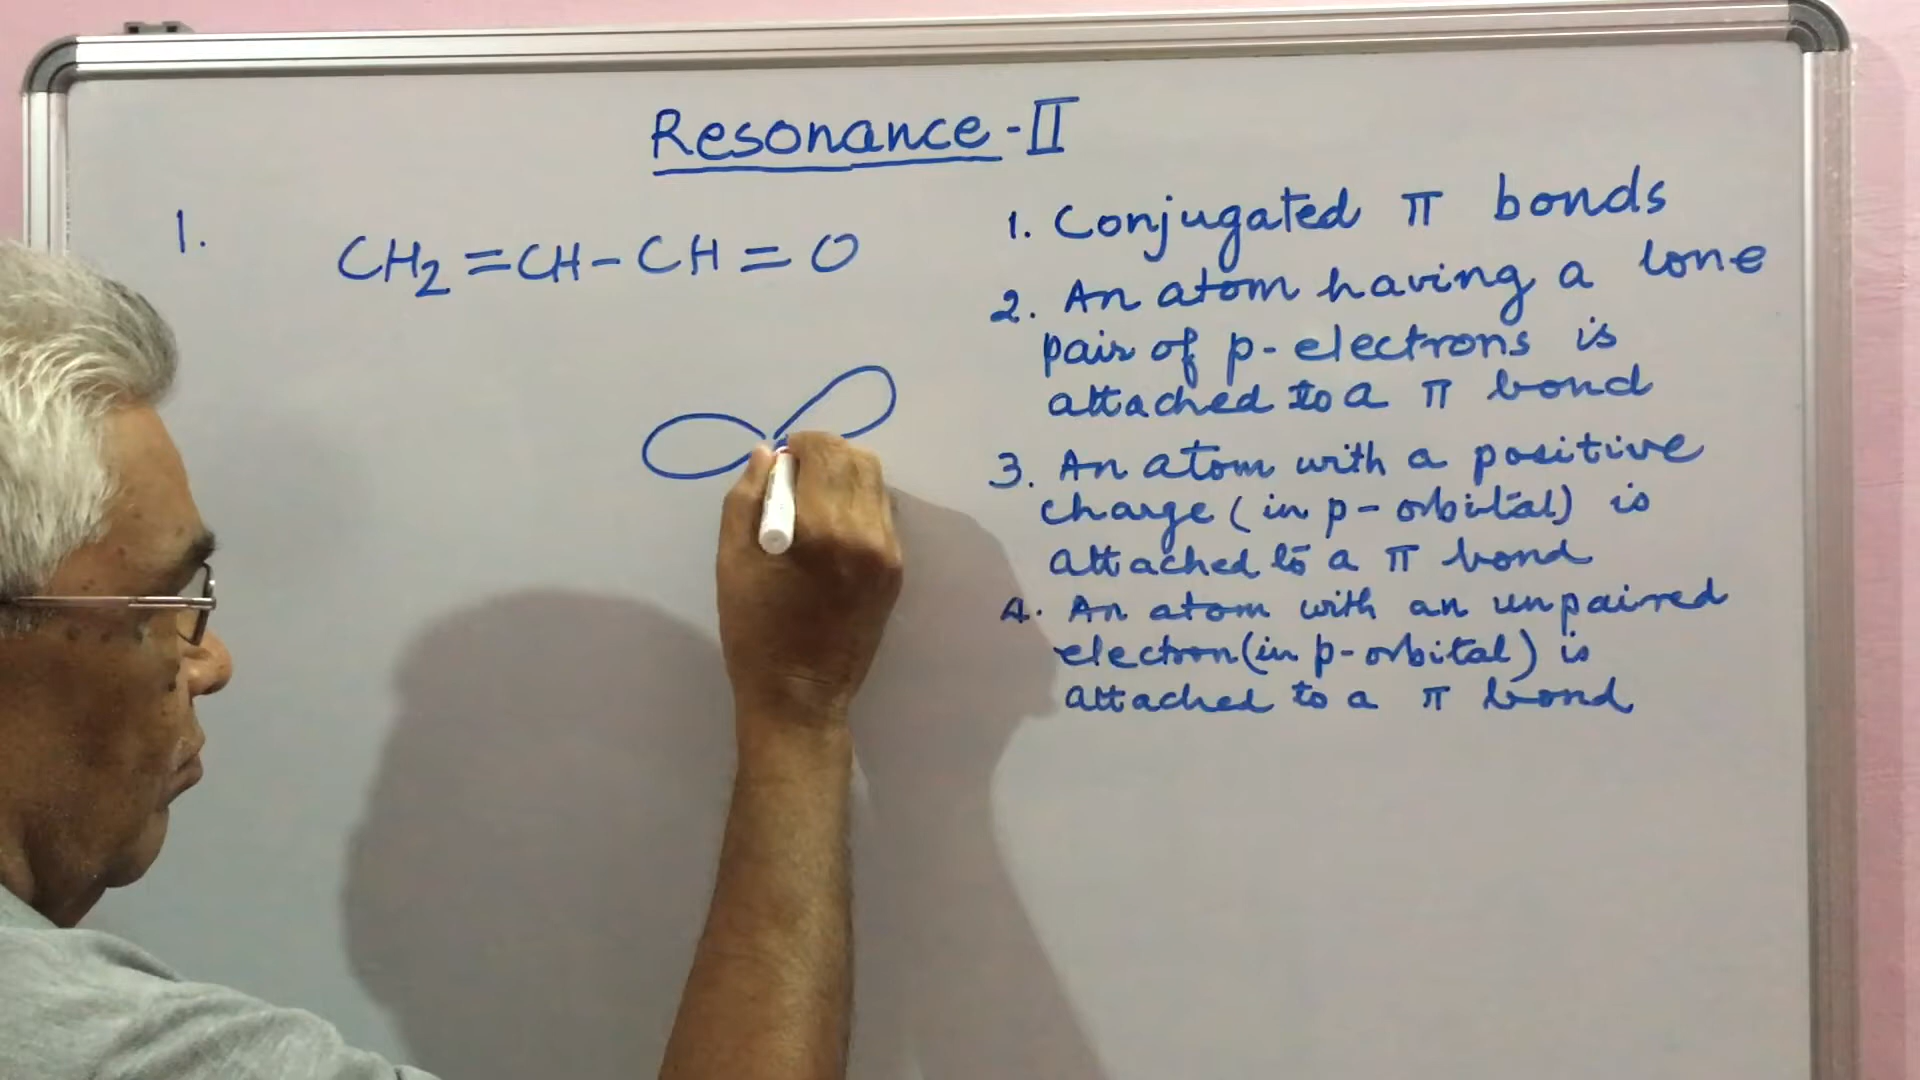 Resonance-II
1.
CH₂=CH-CH=O
1. Conjugated π bonds
2. An atom having a lone
pair of p-electrons is
attached to a π bond
3. An atom with a positive
charge (in p-orbital) is
attached to a π bond
4. An atom with an unpaired
electron(in p-orbital) is
attached to a π bond